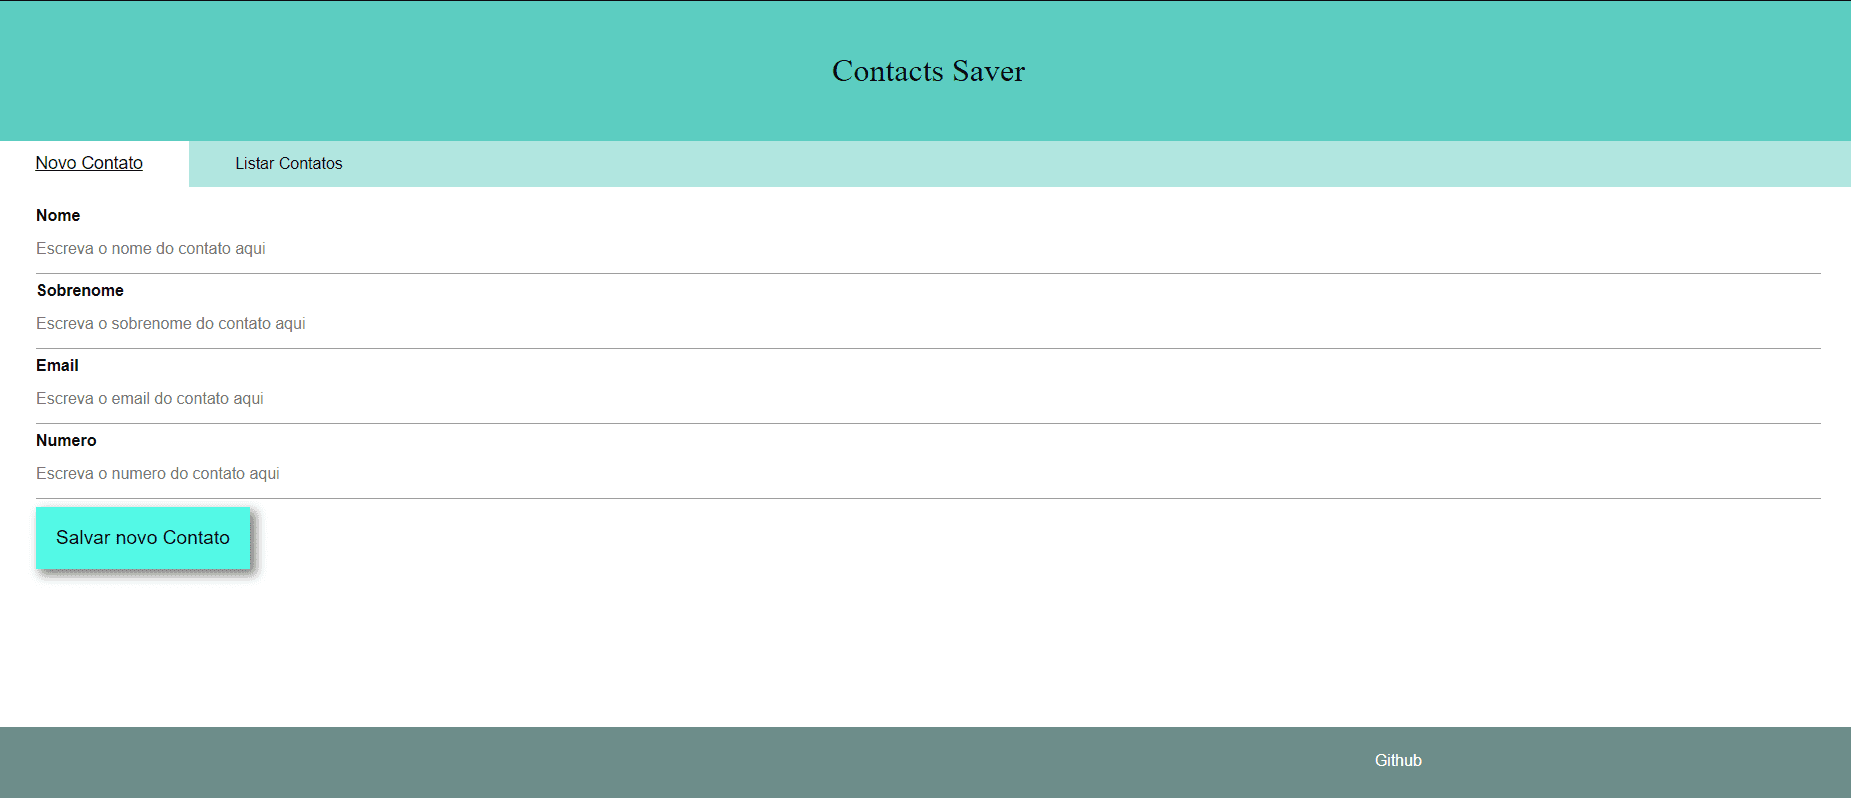 Contacts Saver
Novo Contato Listar Contatos
Nome
Escreva o nome do contato aqui
Sobrenome
Escreva o sobrenome do contato aqui
Email
Escreva o email do contato aqui
Numero
Escreva o numero do contato aqui
Salvar novo Contato
Github